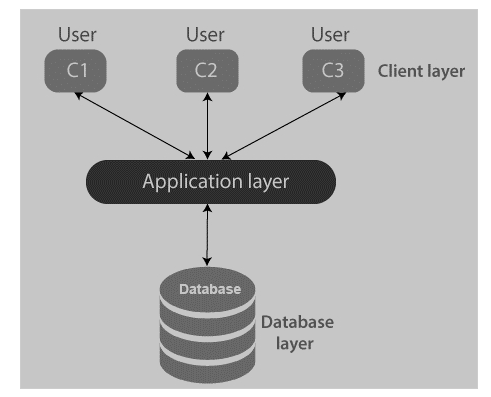 User User User
C1 C2 C3 Client layer
Application layer
Database
Database
layer